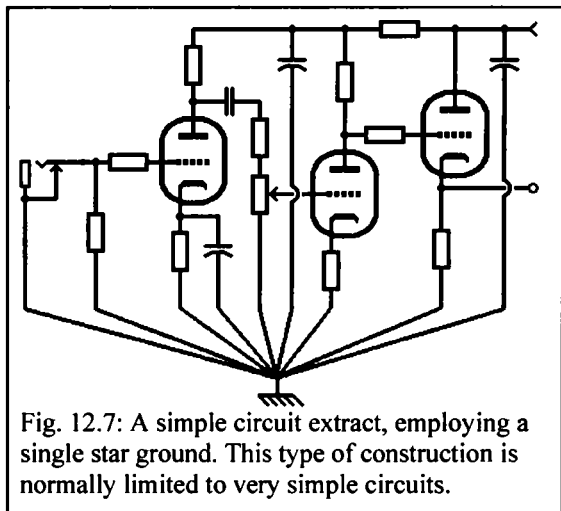 Fig. 12.7: A simple circuit extract, employing a
single star ground. This type of construction is
normally limited to very simple circuits.